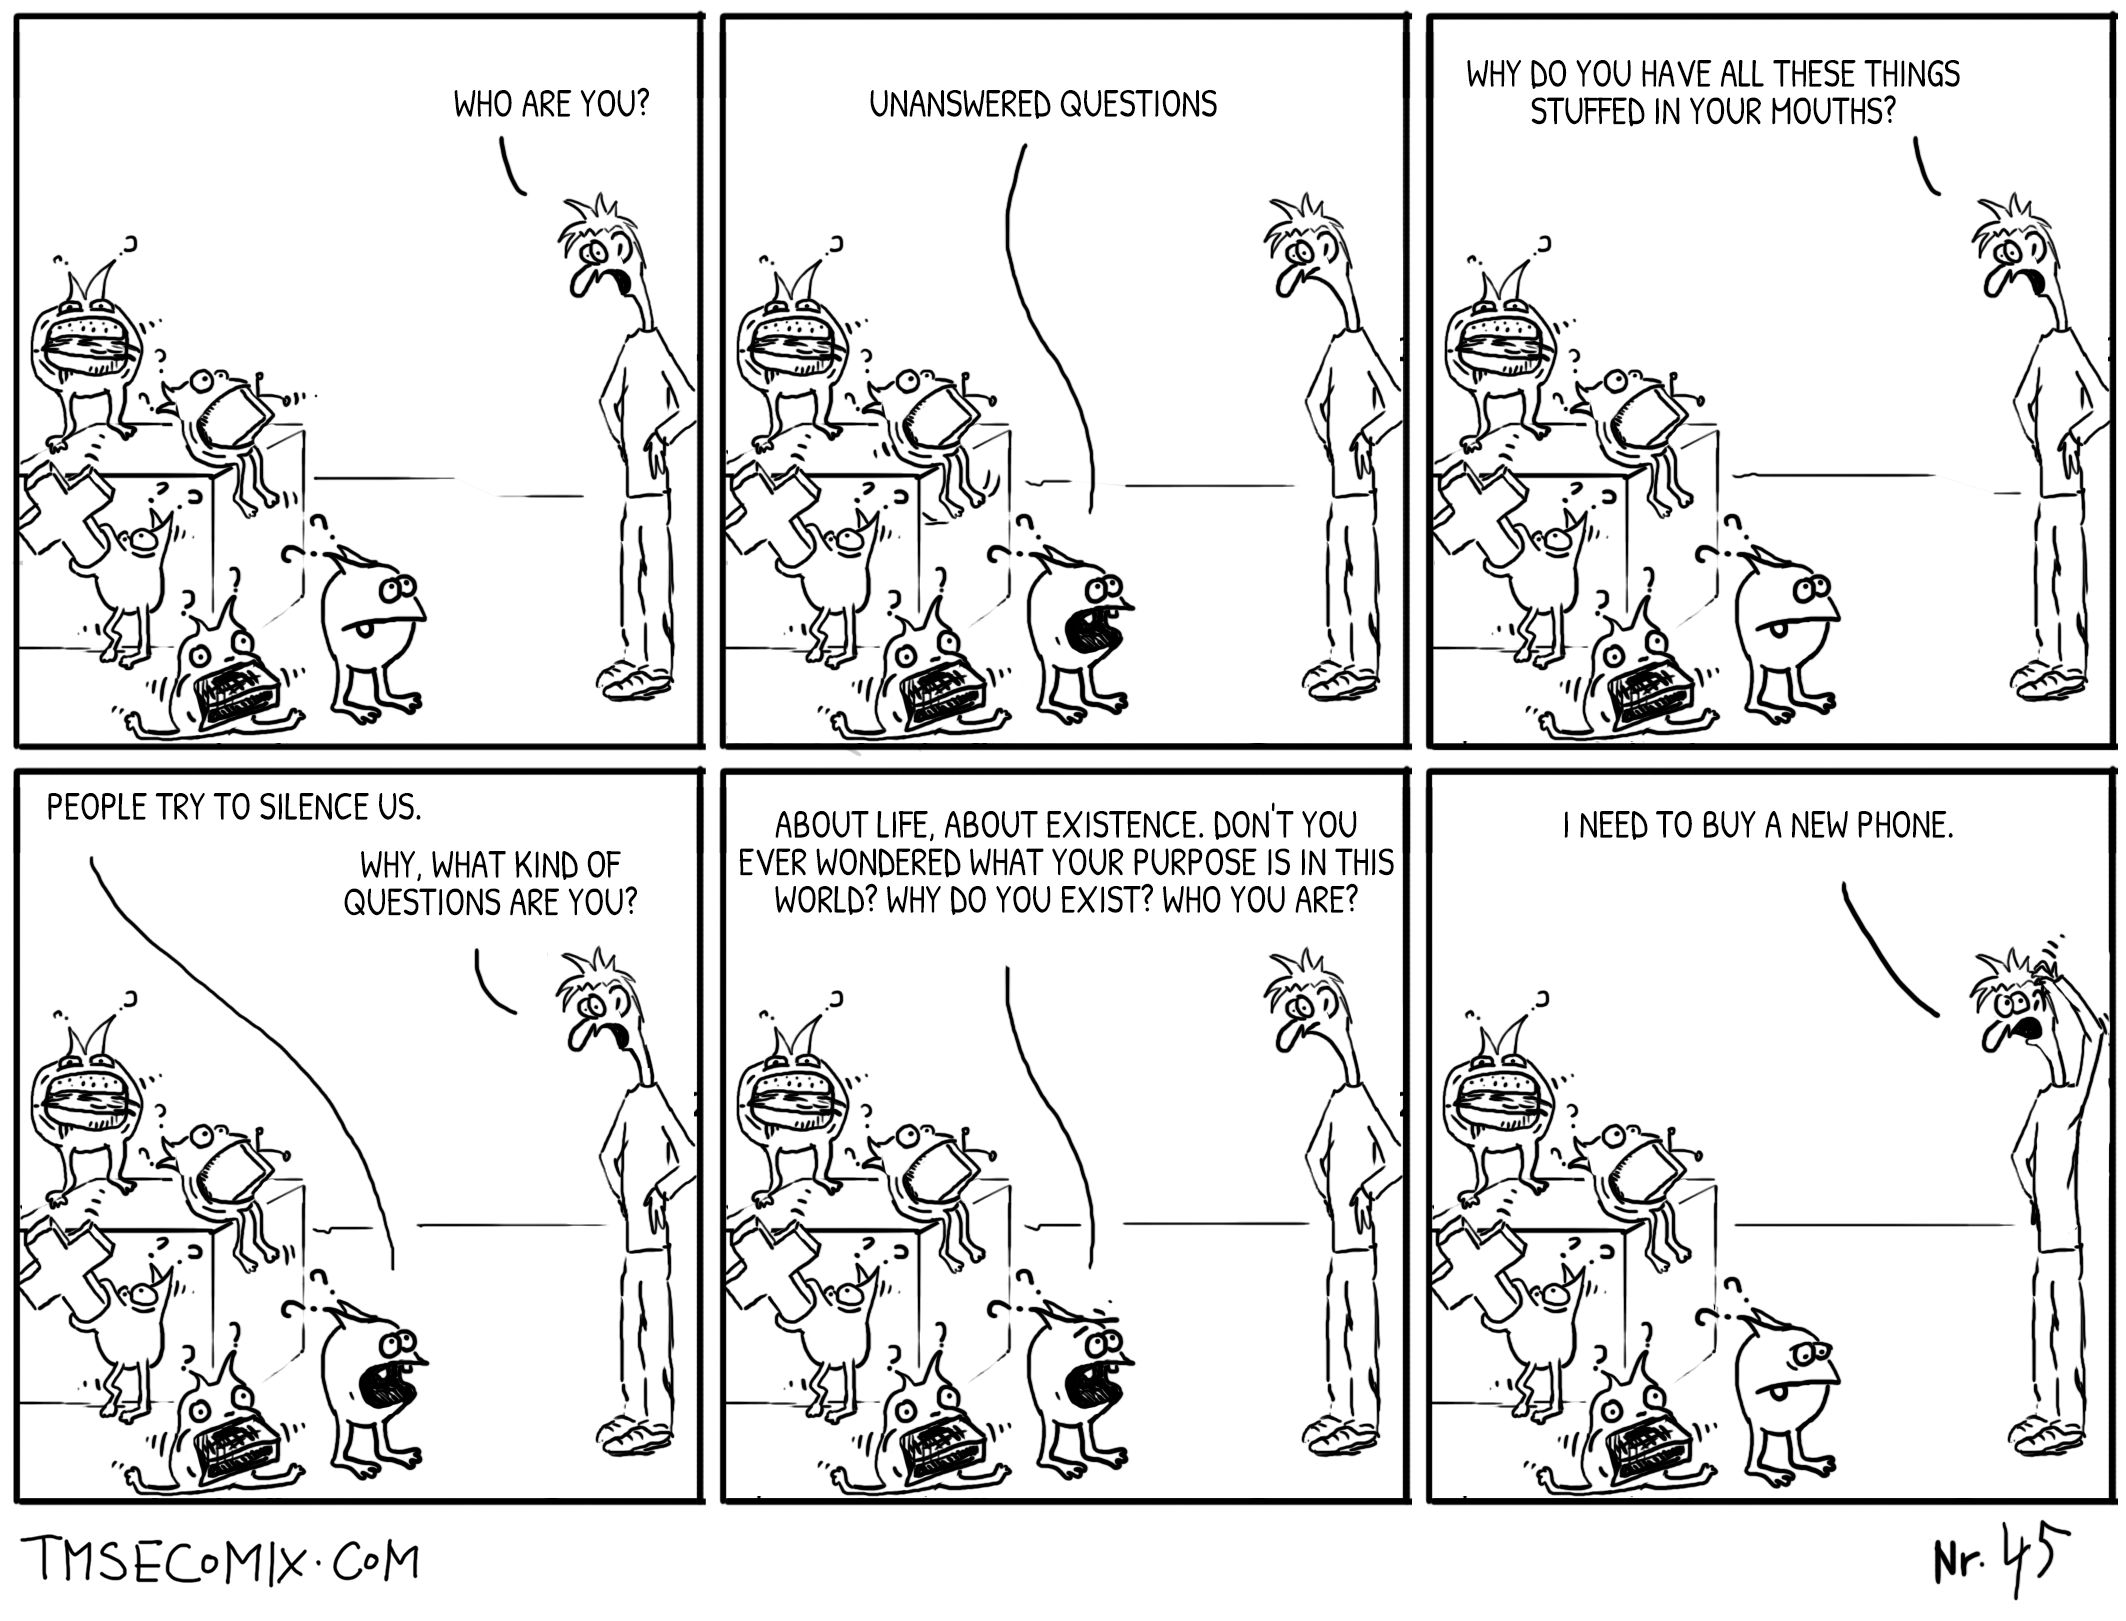 WHO ARE YOU?
UNANSWERED QUESTIONS
WHY DO YOU HAVE ALL THESE THINGS
STUFFED IN YOUR MOUTHS?
PEOPLE TRY TO SILENCE US.
WHY, WHAT KIND OF
QUESTIONS ARE YOU?
ABOUT LIFE, ABOUT EXISTENCE. DON'T YOU
EVER WONDERED WHAT YOUR PURPOSE IS IN THIS
WORLD? WHY DO YOU EXIST? WHO YOU ARE?
I NEED TO BUY A NEW PHONE.
TMSECOMIX.COM
Nr. 45